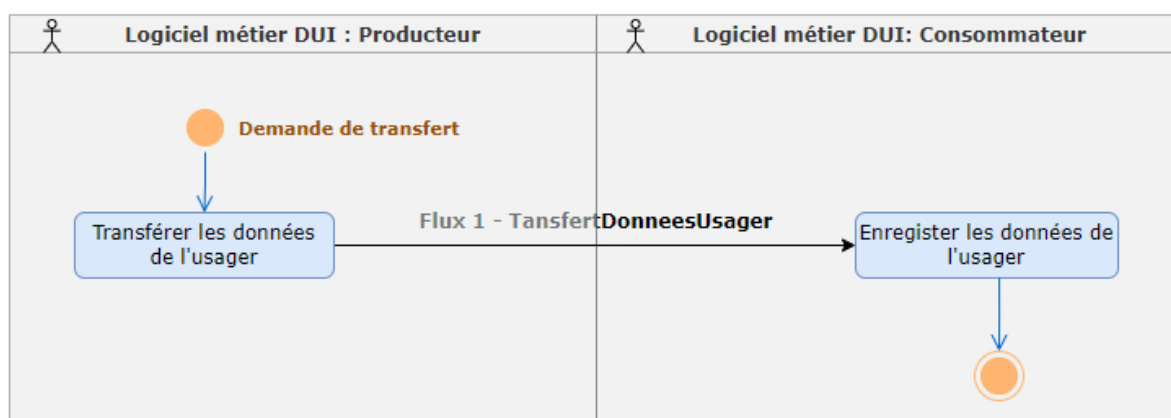 Logiciel métier DUI : Producteur
Logiciel métier DUI: Consommateur
Demande de transfert
Transférer les données
de l'usager
Flux 1 - TansfertDonneesUsager
Enregister les données de
l'usager